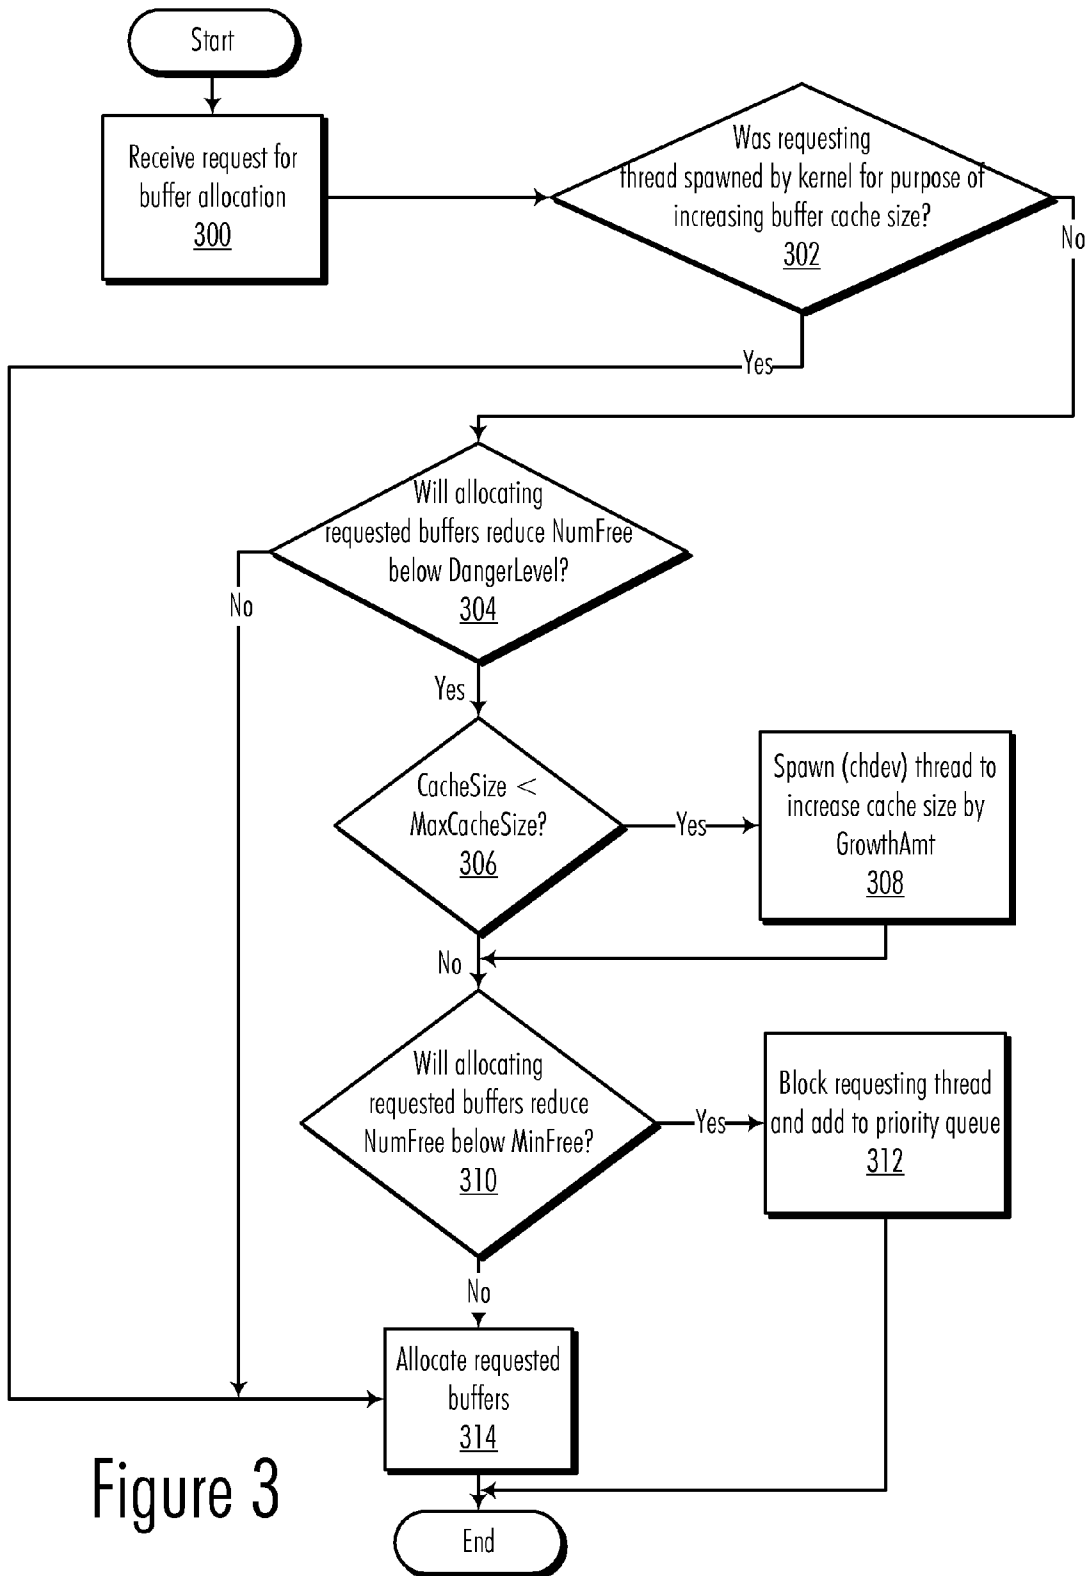 Start
Receive request for
buffer allocation
300
Was requesting
thread spawned by kernel for purpose of
increasing buffer cache size?
302
No
Yes
Will allocating
requested buffers reduce NumFree
below DangerLevel?
304
No
Yes
CacheSize <
MaxCacheSize?
306
Yes
Spawn (chdev) thread to
increase cache size by
GrowthAmt
308
No
Will allocating
requested buffers reduce
NumFree below MinFree?
310
Yes
Block requesting thread
and add to priority queue
312
No
Allocate requested
buffers
314
Figure 3
End